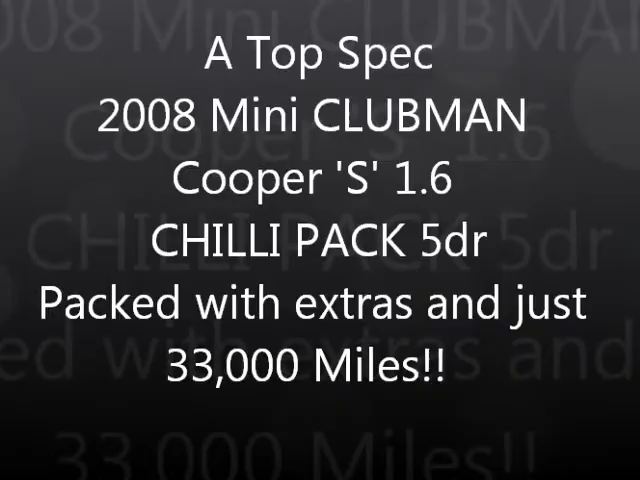 A Top Spec
2008 Mini CLUBMAN
Cooper 'S' 1.6
CHILLI PACK 5dr
Packed with extras and just
33,000 Miles!!